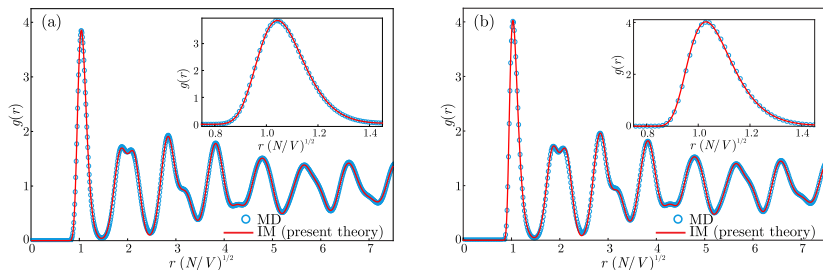 (a)
g(r)
4
3
2
1
0
0 1 2 3 4 5 6 7
r (N/V)^{1/2}
g(r)
3
2
1
0
0.8 1.0 1.2 1.4
r (N/V)^{1/2}
MD
IM (present theory)
(b)
g(r)
4
3
2
1
0
0 1 2 3 4 5 6 7
r (N/V)^{1/2}
g(r)
4
2
0
0.8 1.0 1.2 1.4
r (N/V)^{1/2}
MD
IM (present theory)